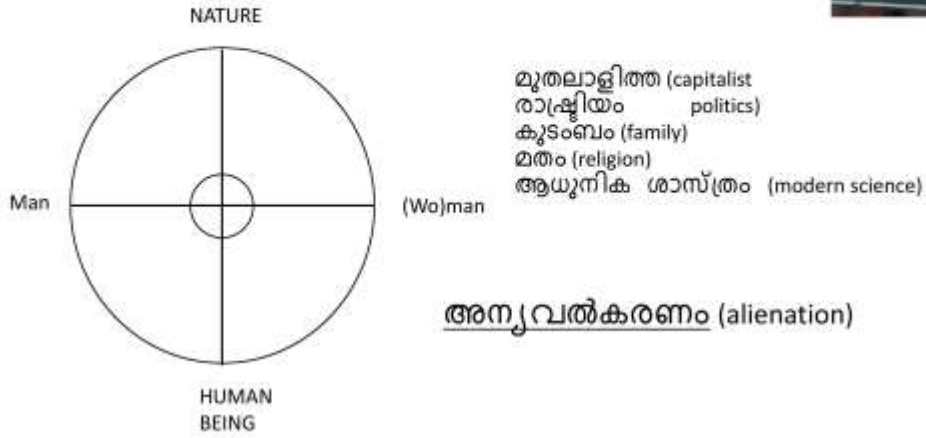 NATURE
മുതലാളിത്ത (capitalist
രാഷ്ട്രിയം politics)
കുടംബം (family)
മതം (religion)
ആധുനിക ശാസ്ത്രം (modern science)
Man
(Wo)man
അന്യവൽകരണം (alienation)
HUMAN
BEING